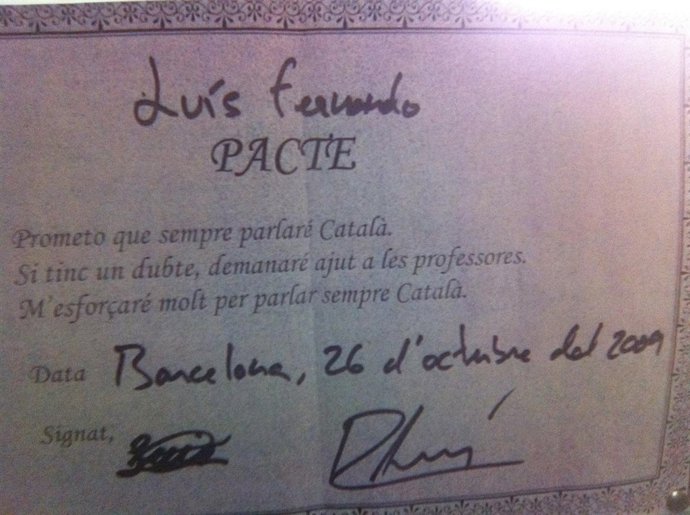 Luís Fernando
PACTE
Prometo que sempre parlaré Català.
Si tinc un dubte, demanaré ajut a les professores.
M'esforçaré molt per parlar sempre Català.
Data Barcelona, 26 d'octubre del 2009
Signat,